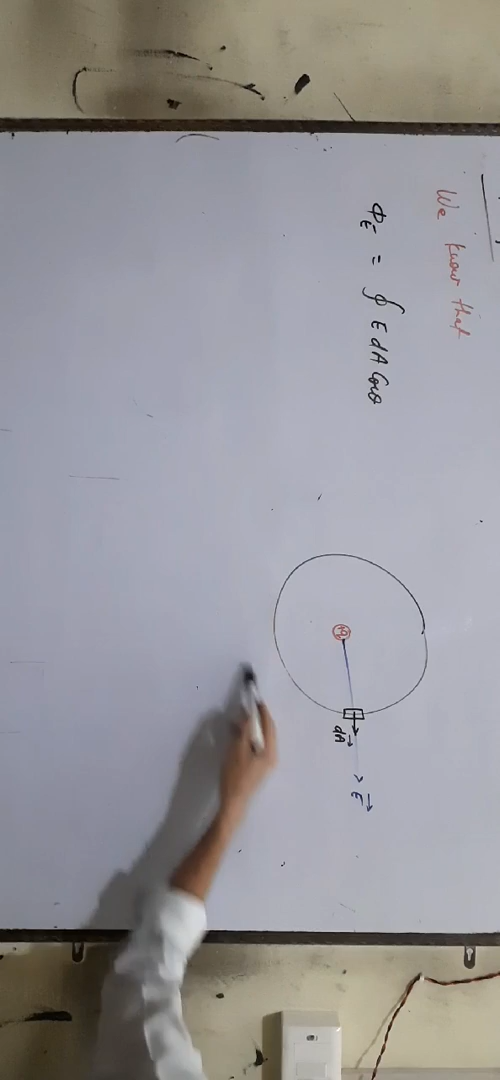 We know that
Φ_E = ∮ E dA Cosθ
+q
dA→
E→